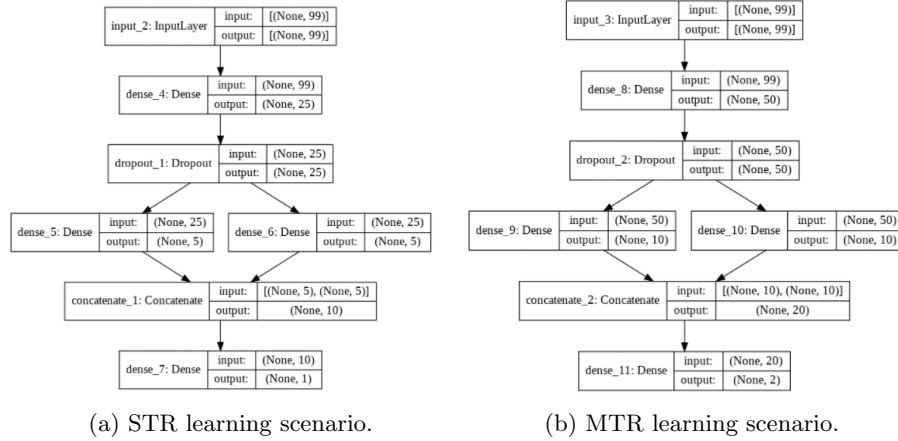 input_2: InputLayer
input: [(None, 99)]
output: [(None, 99)]
dense_4: Dense
input: (None, 99)
output: (None, 25)
dropout_1: Dropout
input: (None, 25)
output: (None, 25)
dense_5: Dense
input: (None, 25)
output: (None, 5)
dense_6: Dense
input: (None, 25)
output: (None, 5)
concatenate_1: Concatenate
input: [(None, 5), (None, 5)]
output: (None, 10)
dense_7: Dense
input: (None, 10)
output: (None, 1)
(a) STR learning scenario.
input_3: InputLayer
input: [(None, 99)]
output: [(None, 99)]
dense_8: Dense
input: (None, 99)
output: (None, 50)
dropout_2: Dropout
input: (None, 50)
output: (None, 50)
dense_9: Dense
input: (None, 50)
output: (None, 10)
dense_10: Dense
input: (None, 50)
output: (None, 10)
concatenate_2: Concatenate
input: [(None, 10), (None, 10)]
output: (None, 20)
dense_11: Dense
input: (None, 20)
output: (None, 2)
(b) MTR learning scenario.